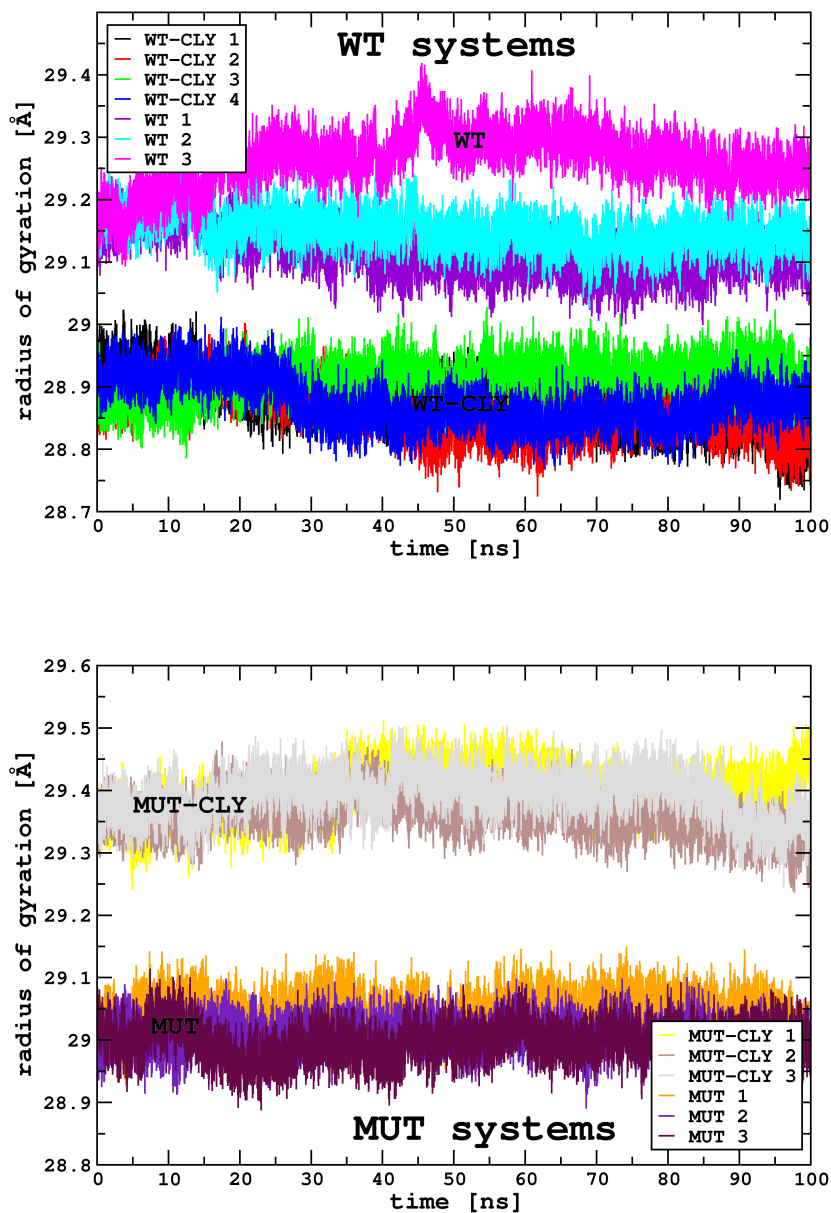 WT systems
WT-CLY 1
WT-CLY 2
WT-CLY 3
WT-CLY 4
WT 1
WT 2
WT 3
WT
WT-CLY
radius of gyration [Å]
29.4
29.3
29.2
29.1
29
28.9
28.8
28.7
0 10 20 30 40 50 60 70 80 90 100
time [ns]
radius of gyration [Å]
29.6
29.5
29.4
29.3
29.2
29.1
29
28.9
28.8
MUT-CLY
MUT
MUT-CLY 1
MUT-CLY 2
MUT-CLY 3
MUT 1
MUT 2
MUT 3
MUT systems
0 10 20 30 40 50 60 70 80 90 100
time [ns]